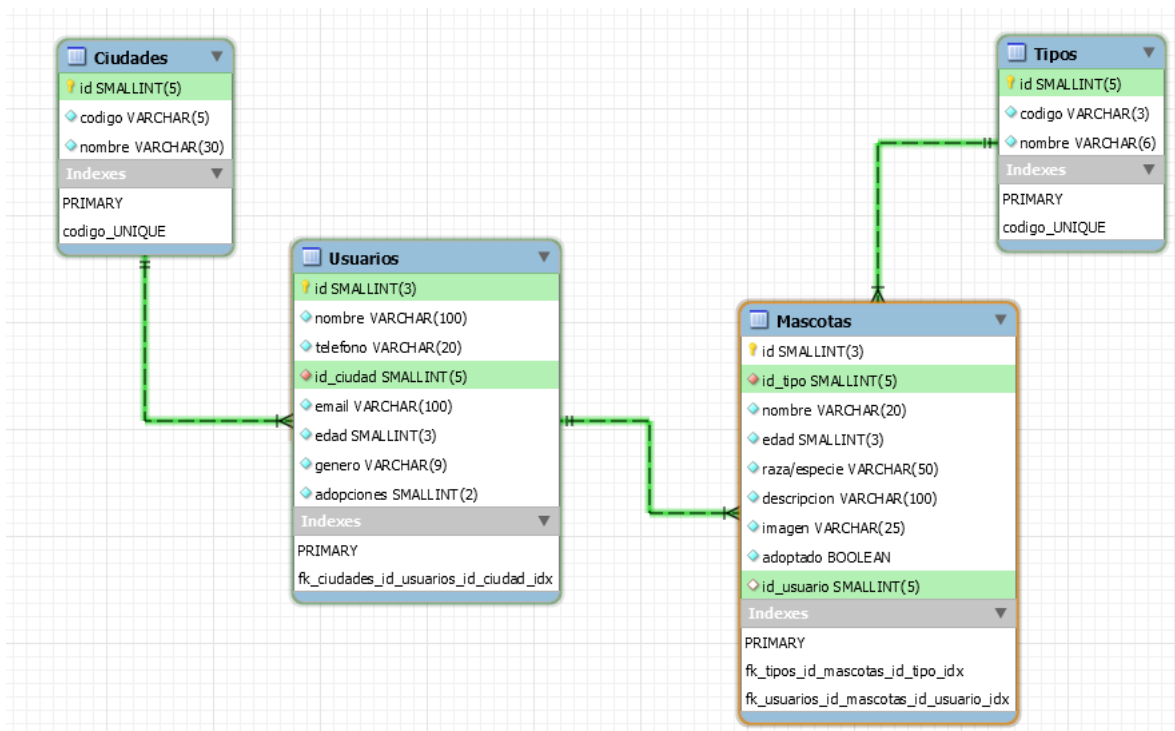 Ciudades
id SMALLINT(5)
codigo VARCHAR(5)
nombre VARCHAR(30)
Indexes
PRIMARY
codigo_UNIQUE
Tipos
id SMALLINT(5)
codigo VARCHAR(3)
nombre VARCHAR(6)
Indexes
PRIMARY
codigo_UNIQUE
Usuarios
id SMALLINT(3)
nombre VARCHAR(100)
telefono VARCHAR(20)
id_ciudad SMALLINT(5)
email VARCHAR(100)
edad SMALLINT(3)
genero VARCHAR(9)
adopciones SMALLINT(2)
Indexes
PRIMARY
fk_ciudades_id_usuarios_id_ciudad_idx
Mascotas
id SMALLINT(3)
id_tipo SMALLINT(5)
nombre VARCHAR(20)
edad SMALLINT(3)
raza/especie VARCHAR(50)
descripcion VARCHAR(100)
imagen VARCHAR(25)
adoptado BOOLEAN
id_usuario SMALLINT(5)
Indexes
PRIMARY
fk_tipos_id_mascotas_id_tipo_idx
fk_usuarios_id_mascotas_id_usuario_idx